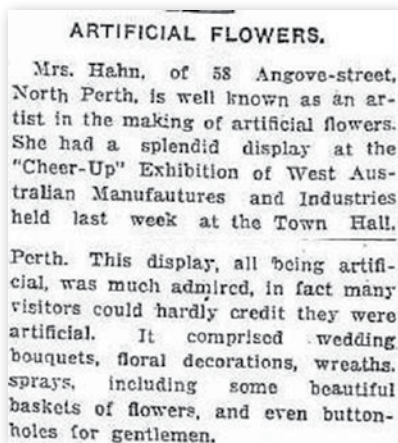 ARTIFICIAL FLOWERS.
Mrs. Hahn, of 58 Angove-street,
North Perth, is well known as an ar-
tist in the making of artificial flowers.
She had a splendid display at the
"Cheer-Up" Exhibition of West Aus-
tralian Manufautures and Industries
held last week at the Town Hall,
Perth. This display, all being artifi-
cial, was much admired, in fact many
visitors could hardly credit they were
artificial. It comprised wedding
bouquets, floral decorations, wreaths,
sprays, including some beautiful
baskets of flowers, and even button-
holes for gentlemen.